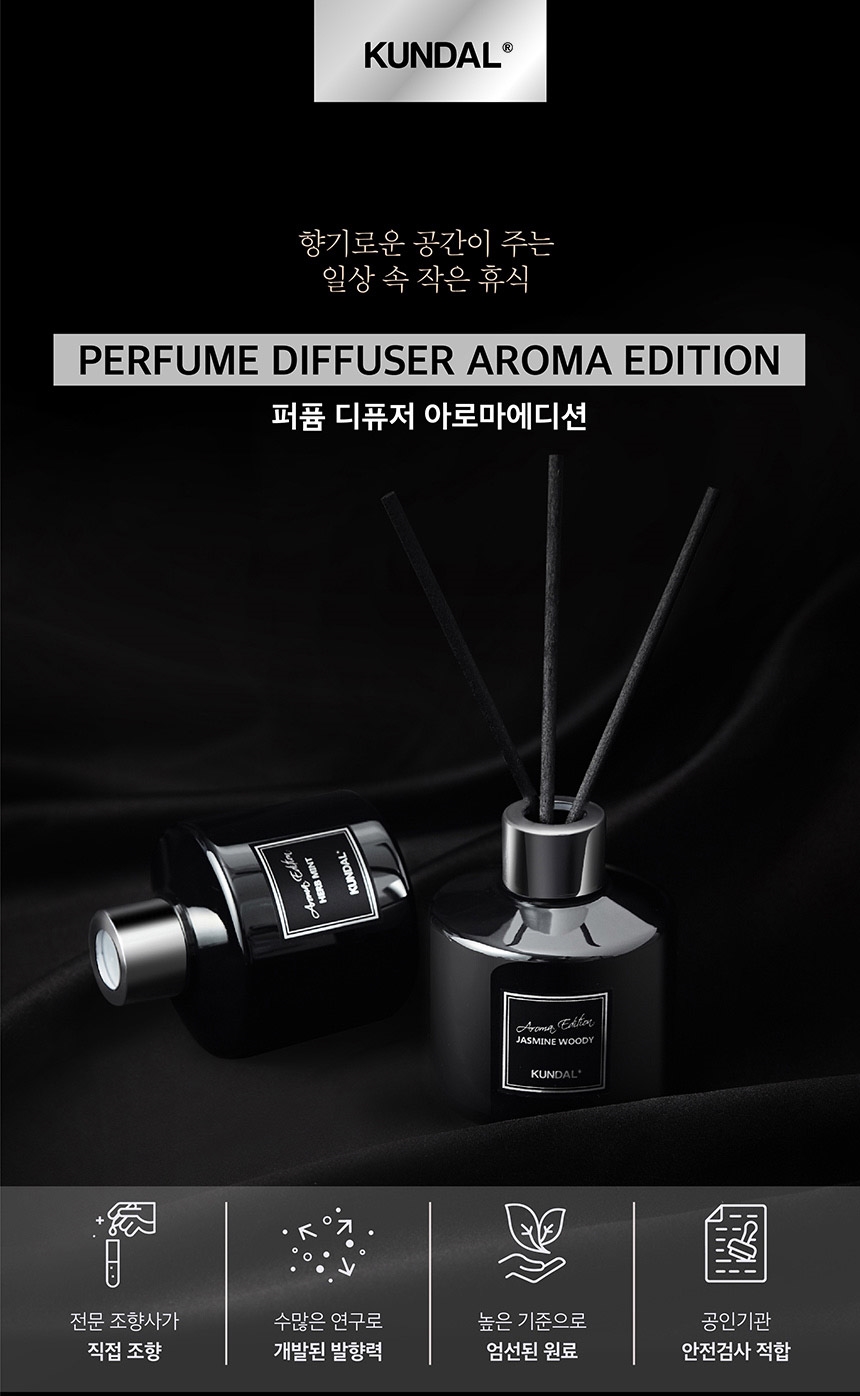 KUNDAL®
향기로운 공간이 주는
일상 속 작은 휴식
PERFUME DIFFUSER AROMA EDITION
퍼퓸 디퓨저 아로마에디션
Aroma Edition
HERB MINT
KUNDAL®
Aroma Edition
JASMINE WOODY
KUNDAL®
전문 조향사가
직접 조향
수많은 연구로
개발된 발향력
높은 기준으로
엄선된 원료
공인기관
안전검사 적합